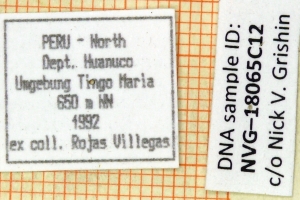 PERU - North
Dept. Huanuco
Umgebung Tingo Maria
650 m NN
1992
ex coll. Rojas Villegas
DNA sample ID:
NVG-18065C12
c/o Nick V. Grishin